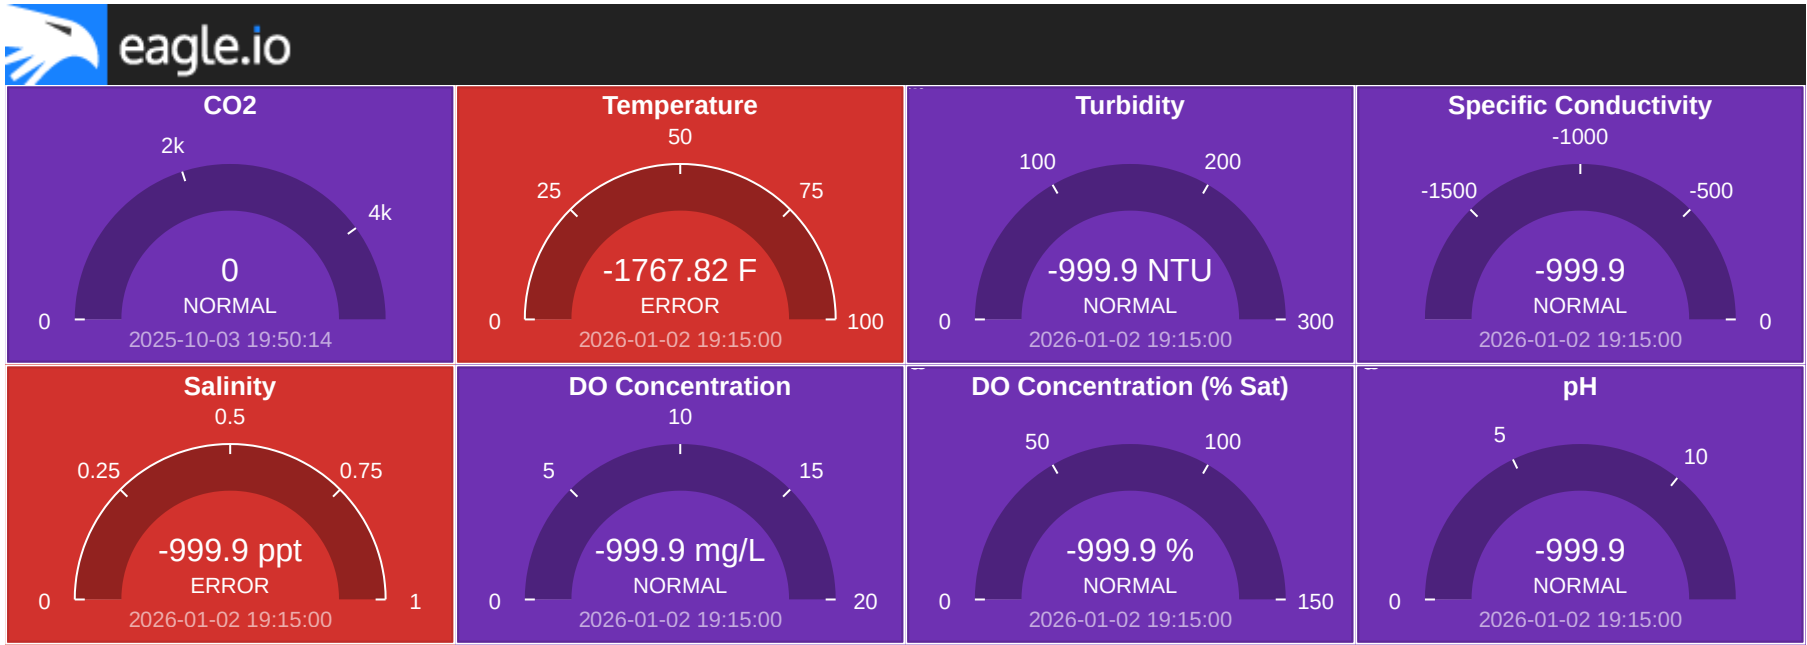 eagle.io
CO2
2k
4k
0
0
NORMAL
2025-10-03 19:50:14
Temperature
50
25
75
-1767.82 F
ERROR
0
100
2026-01-02 19:15:00
Turbidity
100
200
-999.9 NTU
NORMAL
0
300
2026-01-02 19:15:00
Specific Conductivity
-1000
-1500
-500
-999.9
NORMAL
0
2026-01-02 19:15:00
Salinity
0.5
0.25
0.75
-999.9 ppt
ERROR
0
1
2026-01-02 19:15:00
DO Concentration
10
5
15
-999.9 mg/L
NORMAL
0
20
2026-01-02 19:15:00
DO Concentration (% Sat)
50
100
-999.9 %
NORMAL
0
150
2026-01-02 19:15:00
pH
5
10
-999.9
NORMAL
0
2026-01-02 19:15:00